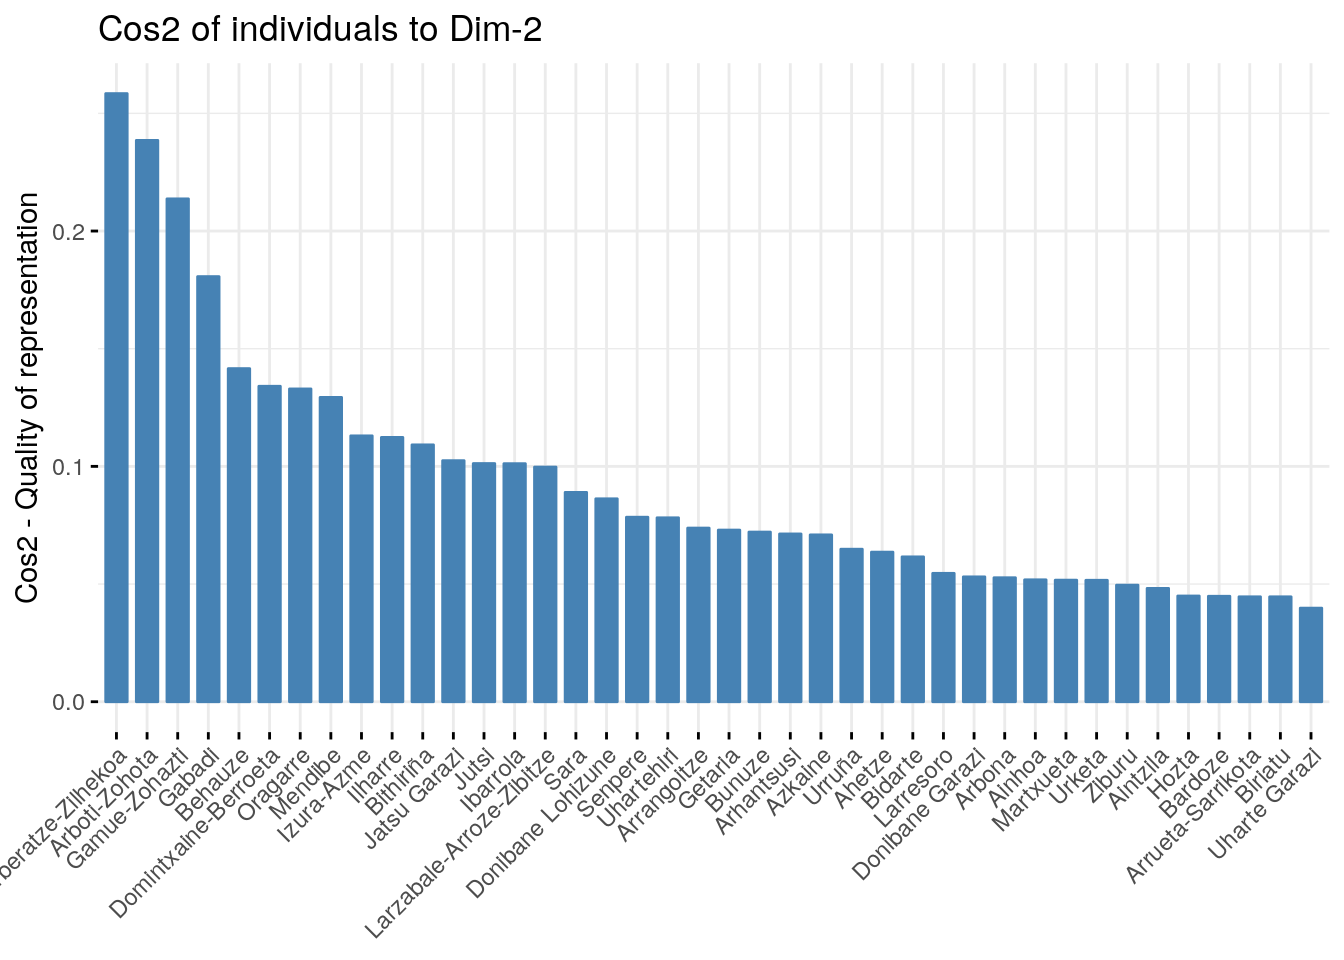 Cos2 of individuals to Dim-2
Cos2 - Quality of representation
0.2
0.1
0.0
Arboti-Zohota
Gamue-Zohazti
Gabadi
Behauze
Domintxaine-Berroeta
Oragarre
Mendibe
Izura-Azme
Ilharre
Bithiriña
Jatsu Garazi
Jutsi
Ibarrola
Larzabale-Arroze-Zibitze
Sara
Donibane Lohizune
Senpere
Uhartehiri
Arrangoitze
Getaria
Bunuze
Arhantsusi
Azkaine
Urruña
Ahetze
Bidarte
Larresoro
Donibane Garazi
Arbona
Ainhoa
Martxueta
Urketa
Ziburu
Aintzila
Hozta
Bardoze
Arrueta-Sarrikota
Biriatu
Uharte Garazi